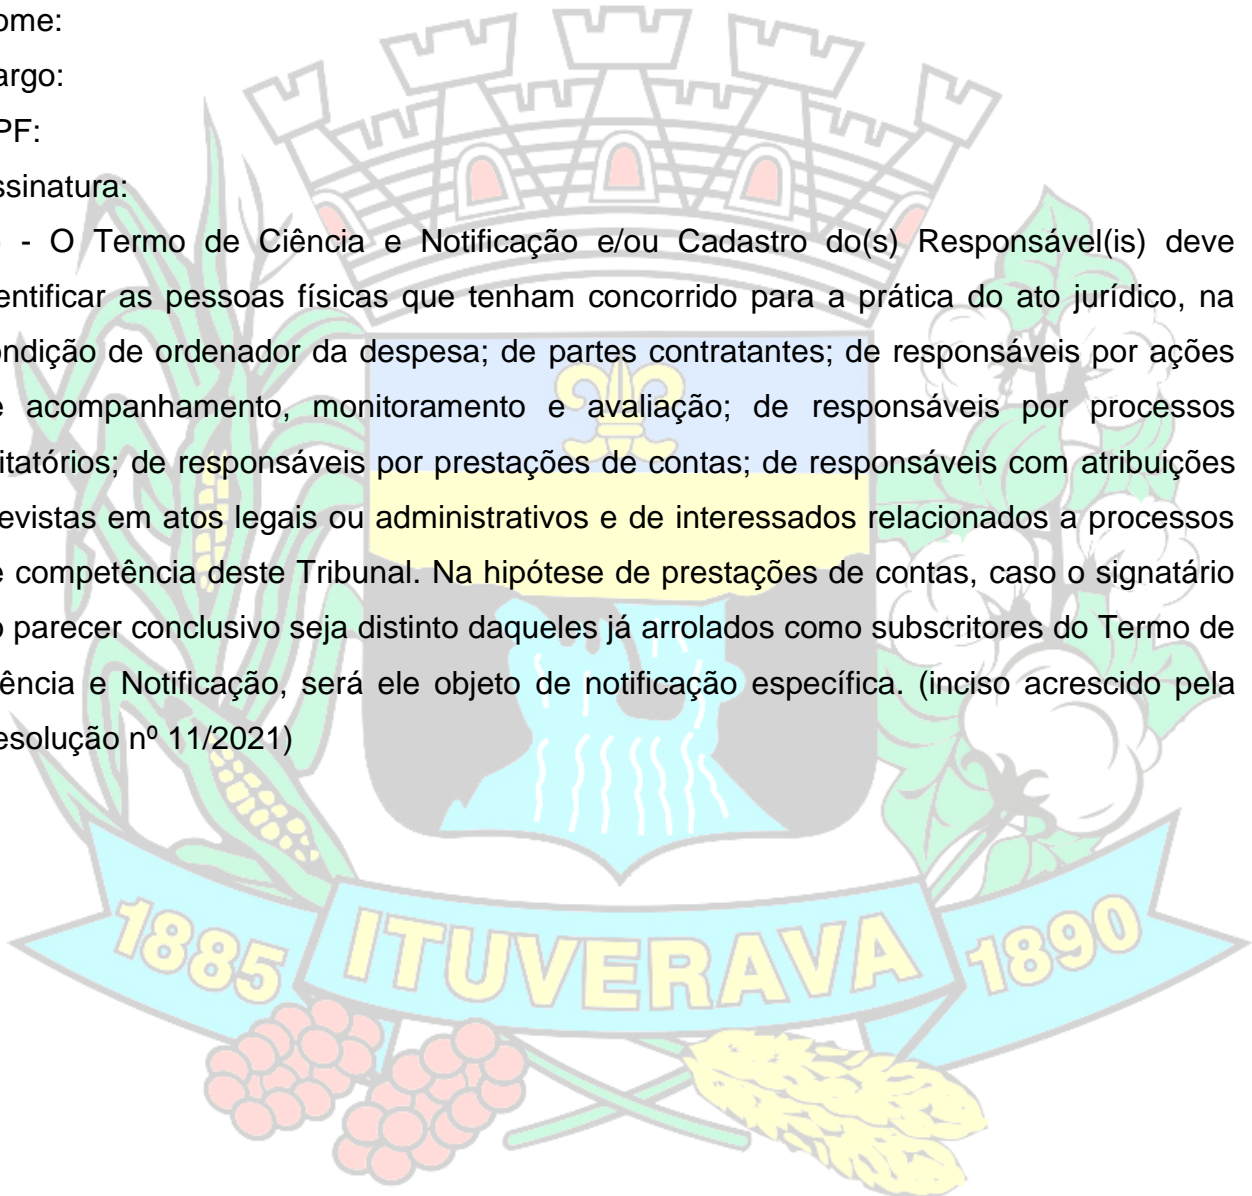 ome:
argo:
PF:
ssinatura:
) - O Termo de Ciência e Notificação e/ou Cadastro do(s) Responsável(is) deve
entificar as pessoas físicas que tenham concorrido para a prática do ato jurídico, na
ondição de ordenador da despesa; de partes contratantes; de responsáveis por ações
e acompanhamento, monitoramento e avaliação; de responsáveis por processos
itatórios; de responsáveis por prestações de contas; de responsáveis com atribuições
evistas em atos legais ou administrativos e de interessados relacionados a processos
e competência deste Tribunal. Na hipótese de prestações de contas, caso o signatário
o parecer conclusivo seja distinto daqueles já arrolados como subscritores do Termo de
iência e Notificação, será ele objeto de notificação específica. (inciso acrescido pela
esolução nº 11/2021)
1885 ITUVERAVA 1890